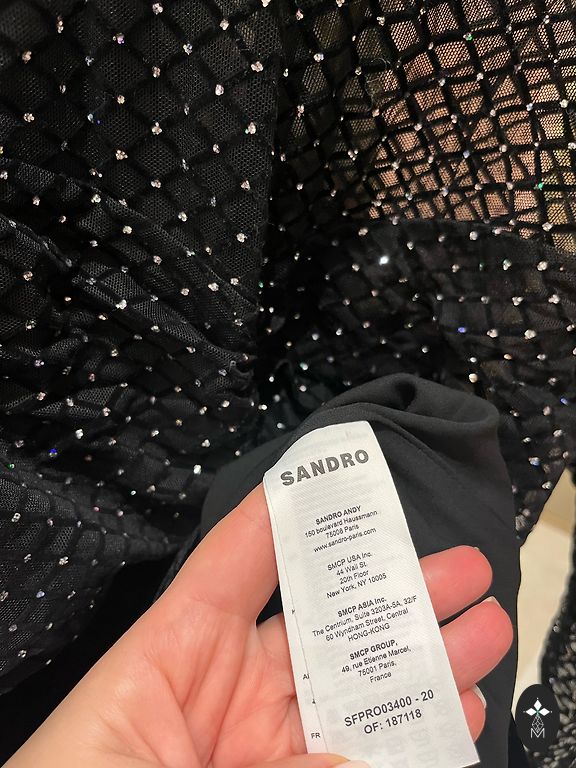 SANDRO
SANDRO ANDY
150 boulevard Haussmann
75008 Paris
www.sandro-paris.com
SMCP USA Inc.
44 Wall St.
20th Floor
New York, NY 10005
SMCP ASIA Inc.
The Centrium, Suite 3203A-5A, 32/F
60 Wyndham Street, Central
HONG-KONG
SMCP GROUP,
49, rue Etienne Marcel,
75001 Paris,
France
SFPRO03400 - 20
OF: 187118
FR